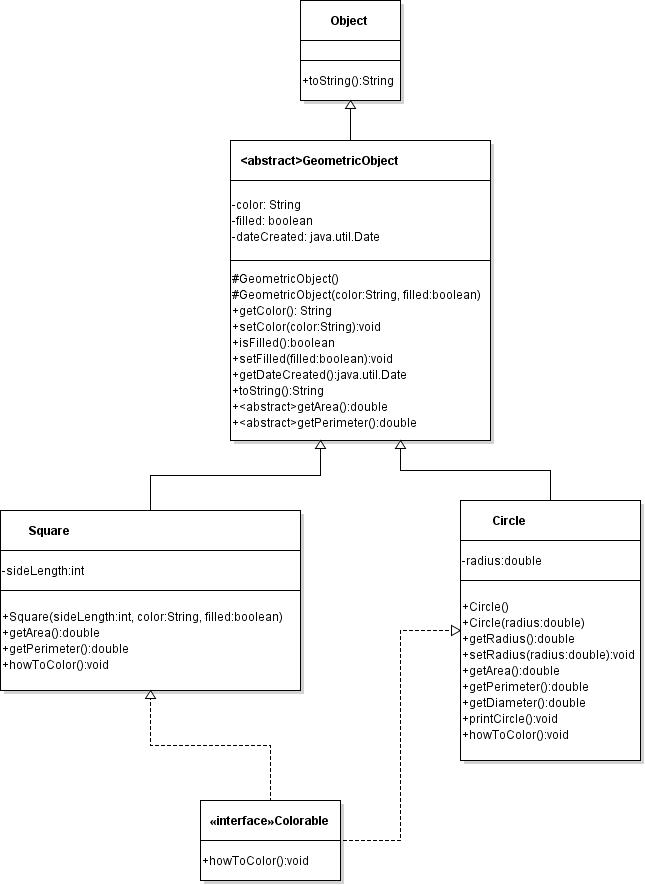 Object
+toString():String
<abstract>GeometricObject
-color: String
-filled: boolean
-dateCreated: java.util.Date
#GeometricObject()
#GeometricObject(color:String, filled:boolean)
+getColor(): String
+setColor(color:String):void
+isFilled():boolean
+setFilled(filled:boolean):void
+getDateCreated():java.util.Date
+toString():String
+<abstract>getArea():double
+<abstract>getPerimeter():double
Square
-sideLength:int
+Square(sideLength:int, color:String, filled:boolean)
+getArea():double
+getPerimeter():double
+howToColor():void
Circle
-radius:double
+Circle()
+Circle(radius:double)
+getRadius():double
+setRadius(radius:double):void
+getArea():double
+getPerimeter():double
+getDiameter():double
+printCircle():void
+howToColor():void
«interface»Colorable
+howToColor():void